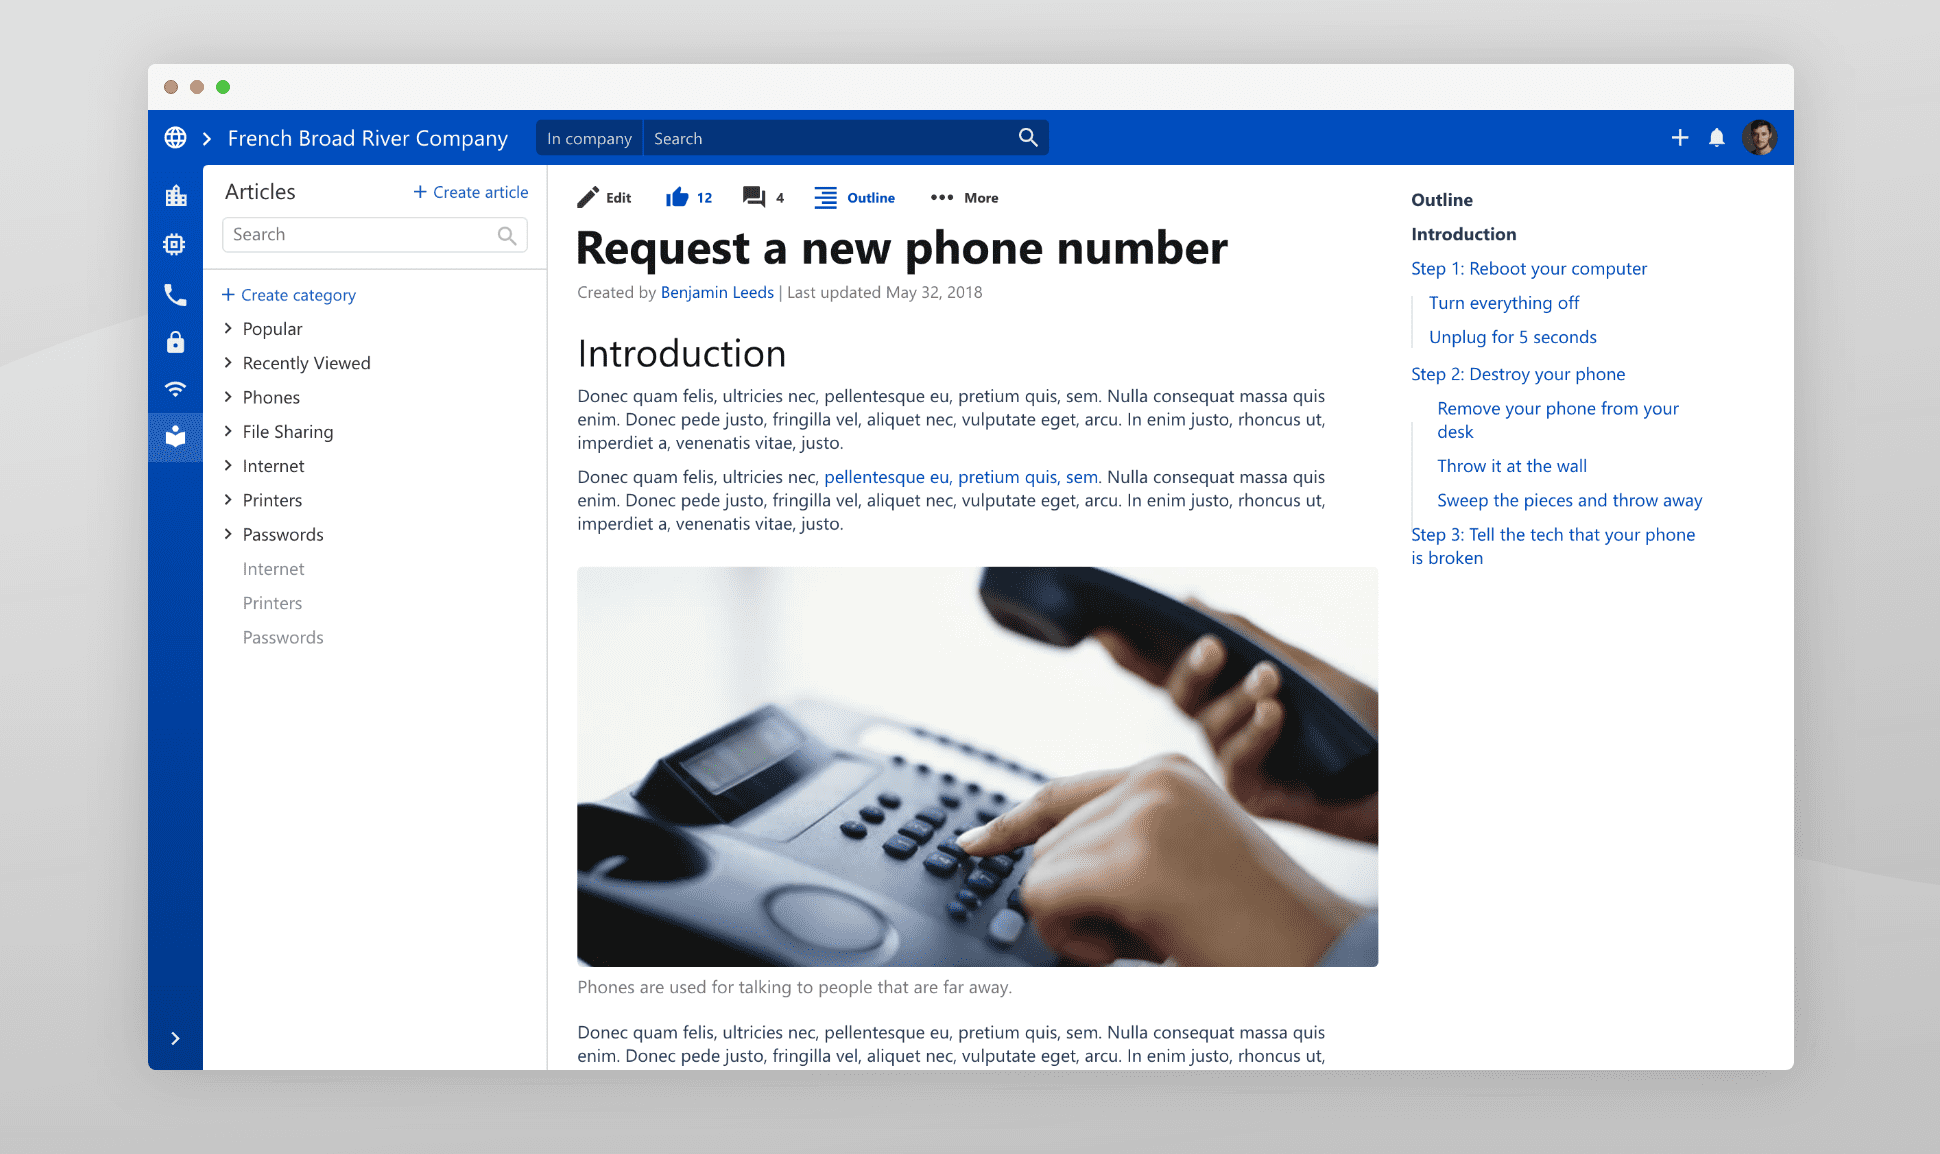 French Broad River Company
In company
Search
Articles
+ Create article
Search
+ Create category
Popular
Recently Viewed
Phones
File Sharing
Internet
Printers
Passwords
Internet
Printers
Passwords
Edit
12
4
Outline
More
Request a new phone number
Created by Benjamin Leeds | Last updated May 32, 2018
Introduction
Donec quam felis, ultricies nec, pellentesque eu, pretium quis, sem. Nulla consequat massa quis
enim. Donec pede justo, fringilla vel, aliquet nec, vulputate eget, arcu. In enim justo, rhoncus ut,
imperdiet a, venenatis vitae, justo.
Donec quam felis, ultricies nec, pellentesque eu, pretium quis, sem. Nulla consequat massa quis
enim. Donec pede justo, fringilla vel, aliquet nec, vulputate eget, arcu. In enim justo, rhoncus ut,
imperdiet a, venenatis vitae, justo.
Phones are used for talking to people that are far away.
Donec quam felis, ultricies nec, pellentesque eu, pretium quis, sem. Nulla consequat massa quis
enim. Donec pede justo, fringilla vel, aliquet nec, vulputate eget, arcu. In enim justo, rhoncus ut,
Outline
Introduction
Step 1: Reboot your computer
Turn everything off
Unplug for 5 seconds
Step 2: Destroy your phone
Remove your phone from your
desk
Throw it at the wall
Sweep the pieces and throw away
Step 3: Tell the tech that your phone
is broken